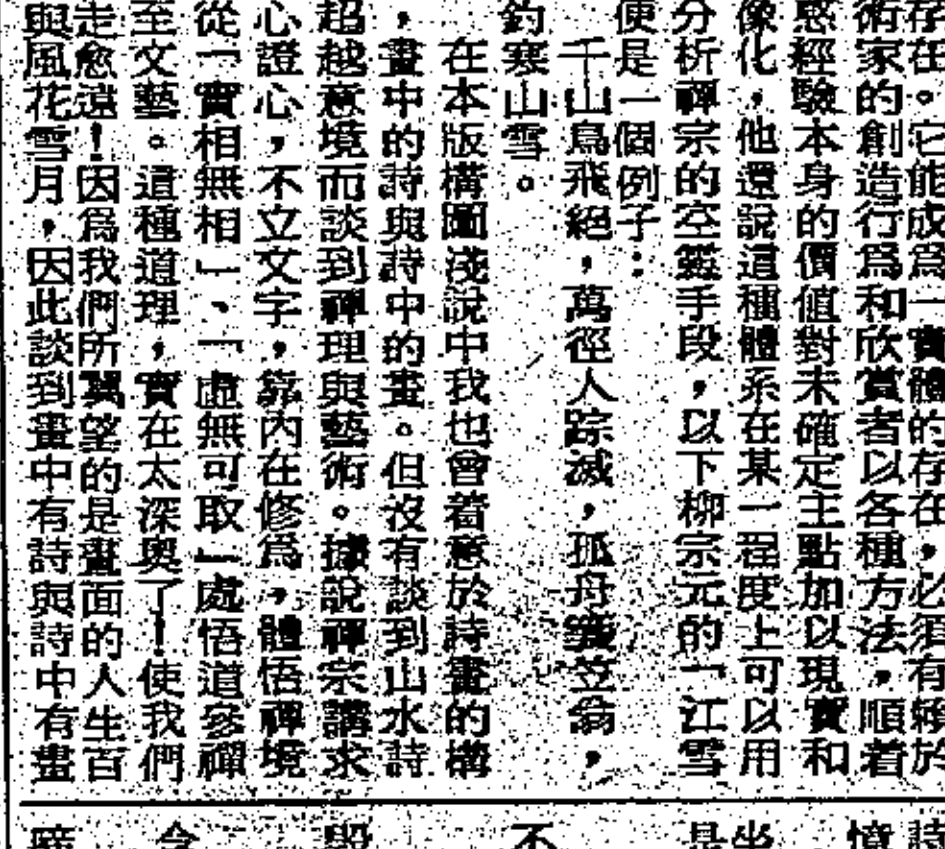 存在。它能成爲一實體的存在，必須有賴於
術家的創造行爲和欣賞者以各種方法，順着
惑經驗本身的價值對未確定主點加以現實和
像化，他還說這種體系在某一程度上可以用
分析禪宗的空靈手段，以下柳宗元的「江雪
便是一個例子：
千山鳥飛絕，萬徑人踪滅，孤舟簑笠翁，
釣寒山雪。
在本版構圖淺說中我也曾着意於詩畫的構
，畫中的詩與詩中的畫。但沒有談到山水詩
超越意境而談到禪理與藝術。據說禪宗講求
心證心，不立文字，靠內在修爲，體悟禪境
從「實相無相」、「虛無可取」處悟道參禪
至文藝。這種道理，實在太深奧了！使我們
走愈遠！因爲我們所冀望的是畫面的人生百
與風花雪月，因此談到畫中有詩與詩中有畫